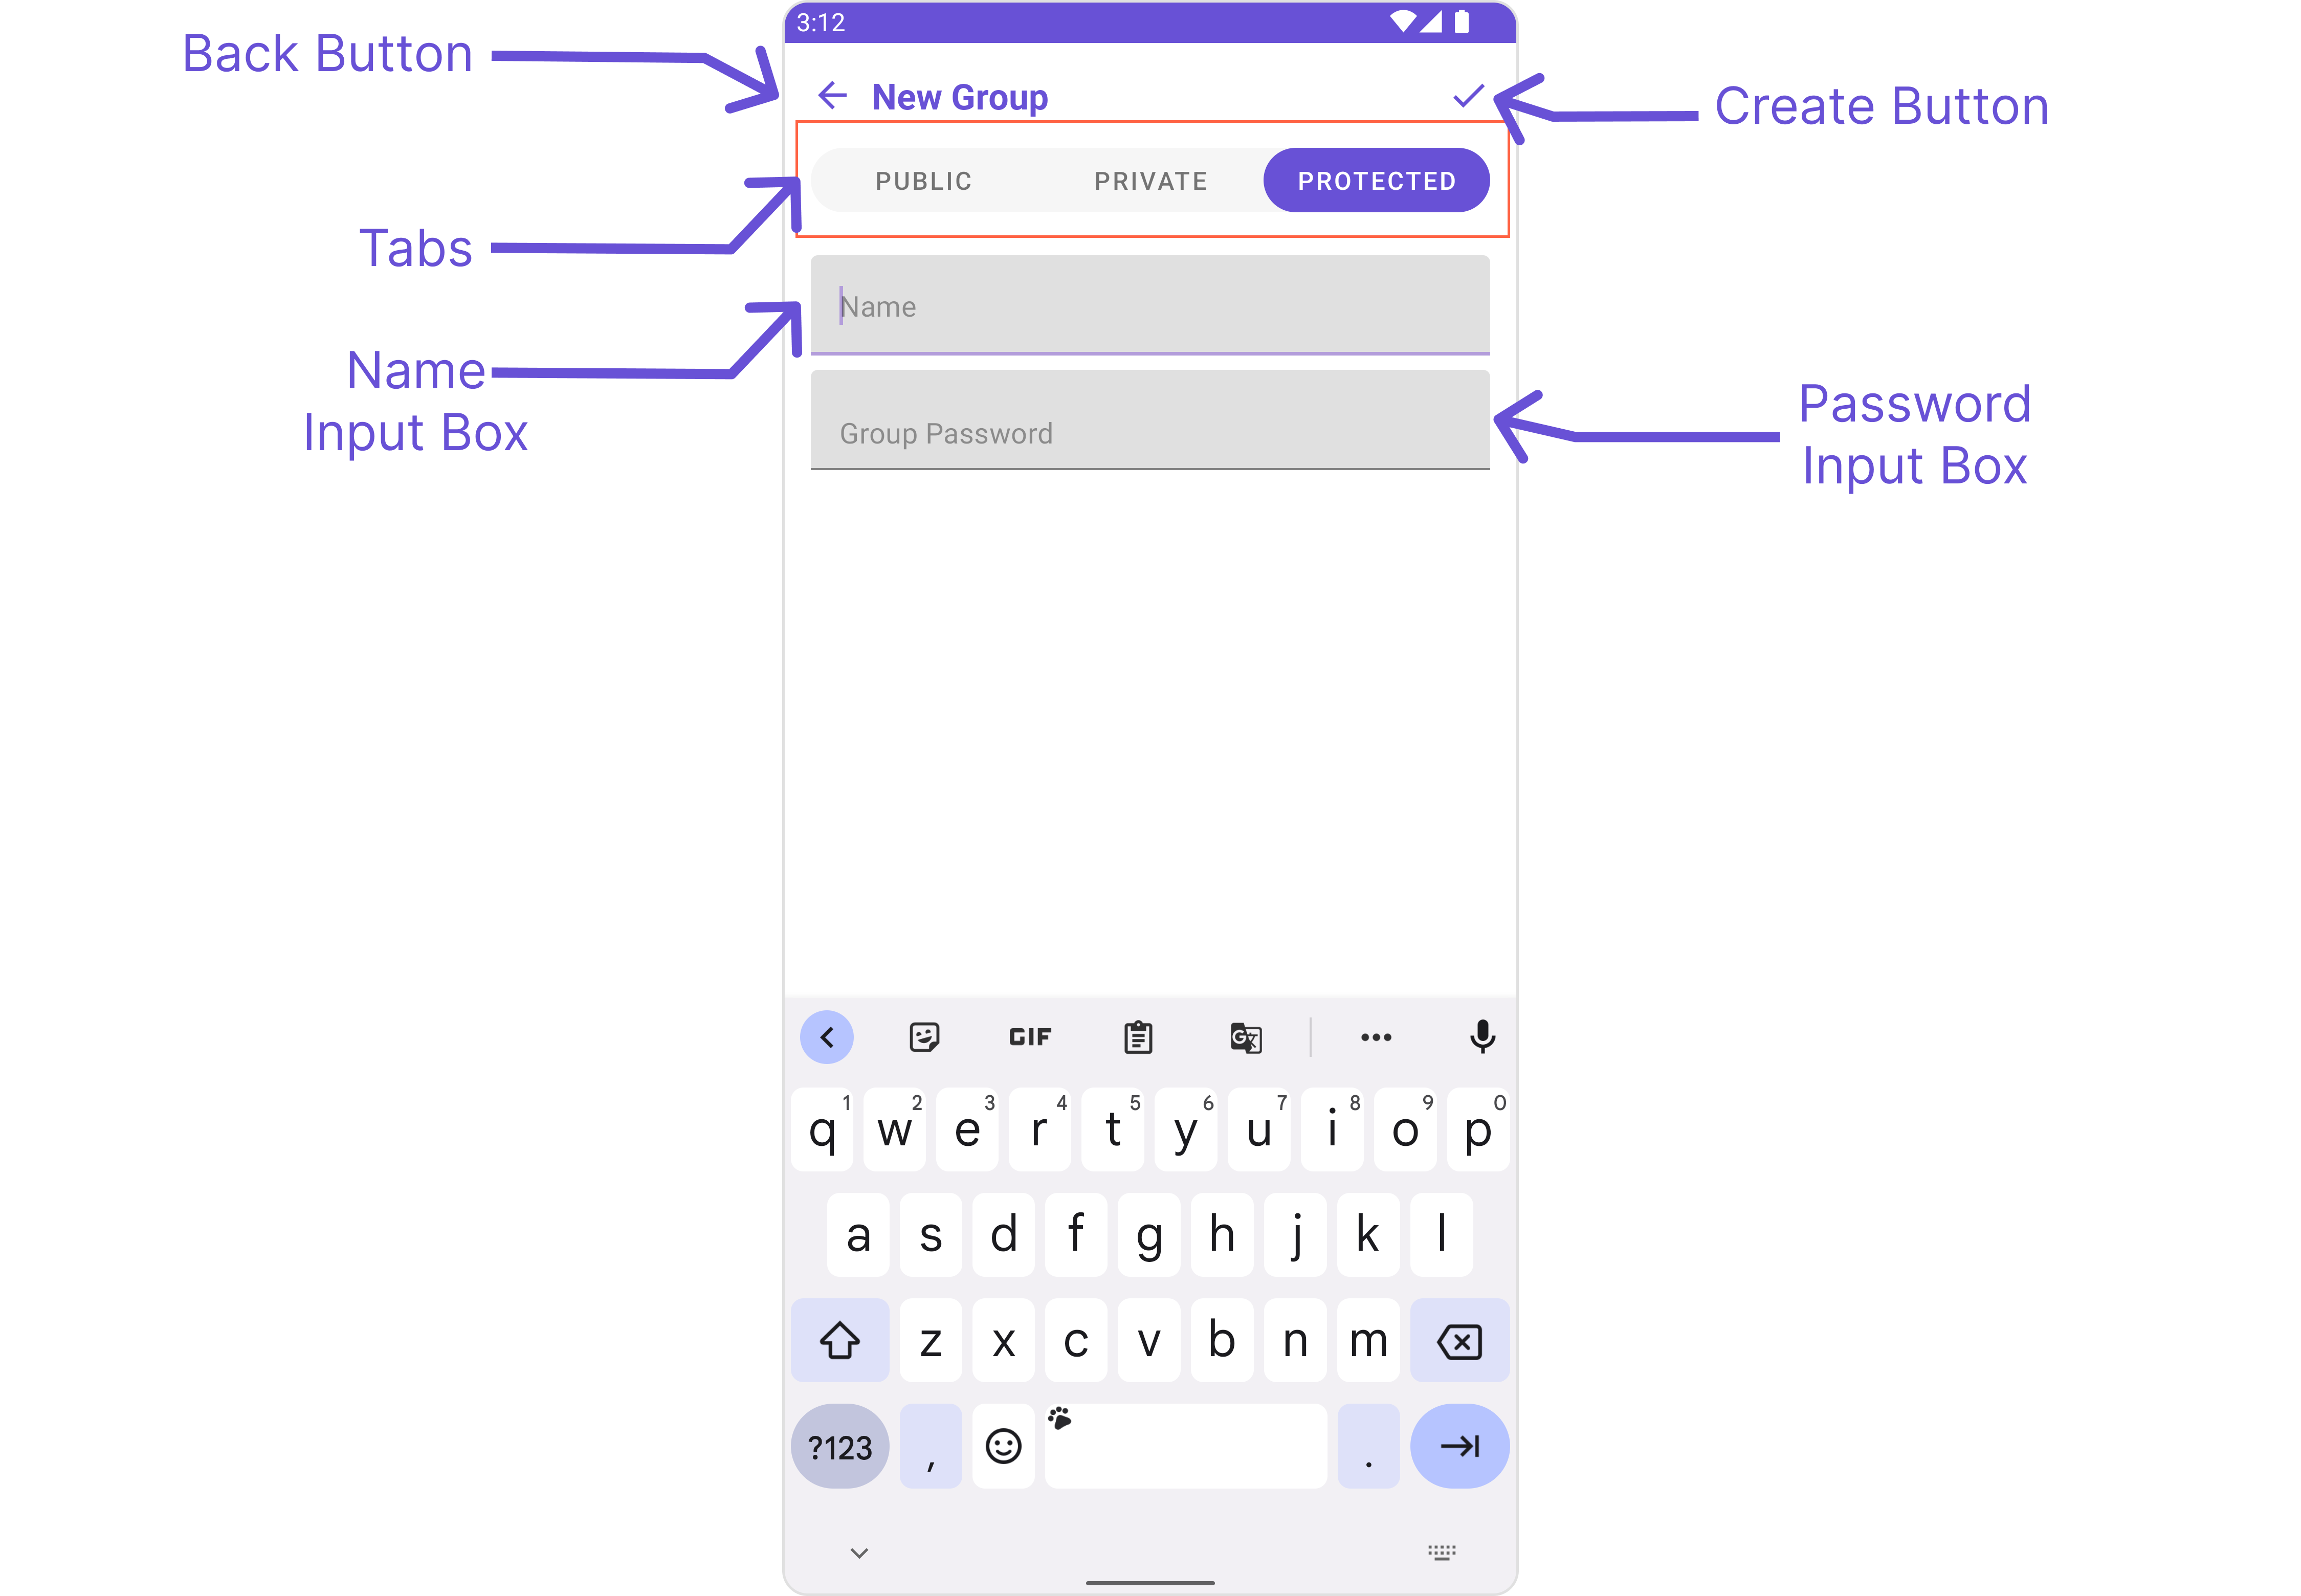 3:12
Back Button
New Group
Create Button
PUBLIC PRIVATE PROTECTED
Tabs
Name
Name
Input Box
Group Password
Password
Input Box
GIF
1 2 3 4 5 6 7 8 9 0
q w e r t y u i o p
a s d f g h j k l
z x c v b n m
?123 , .